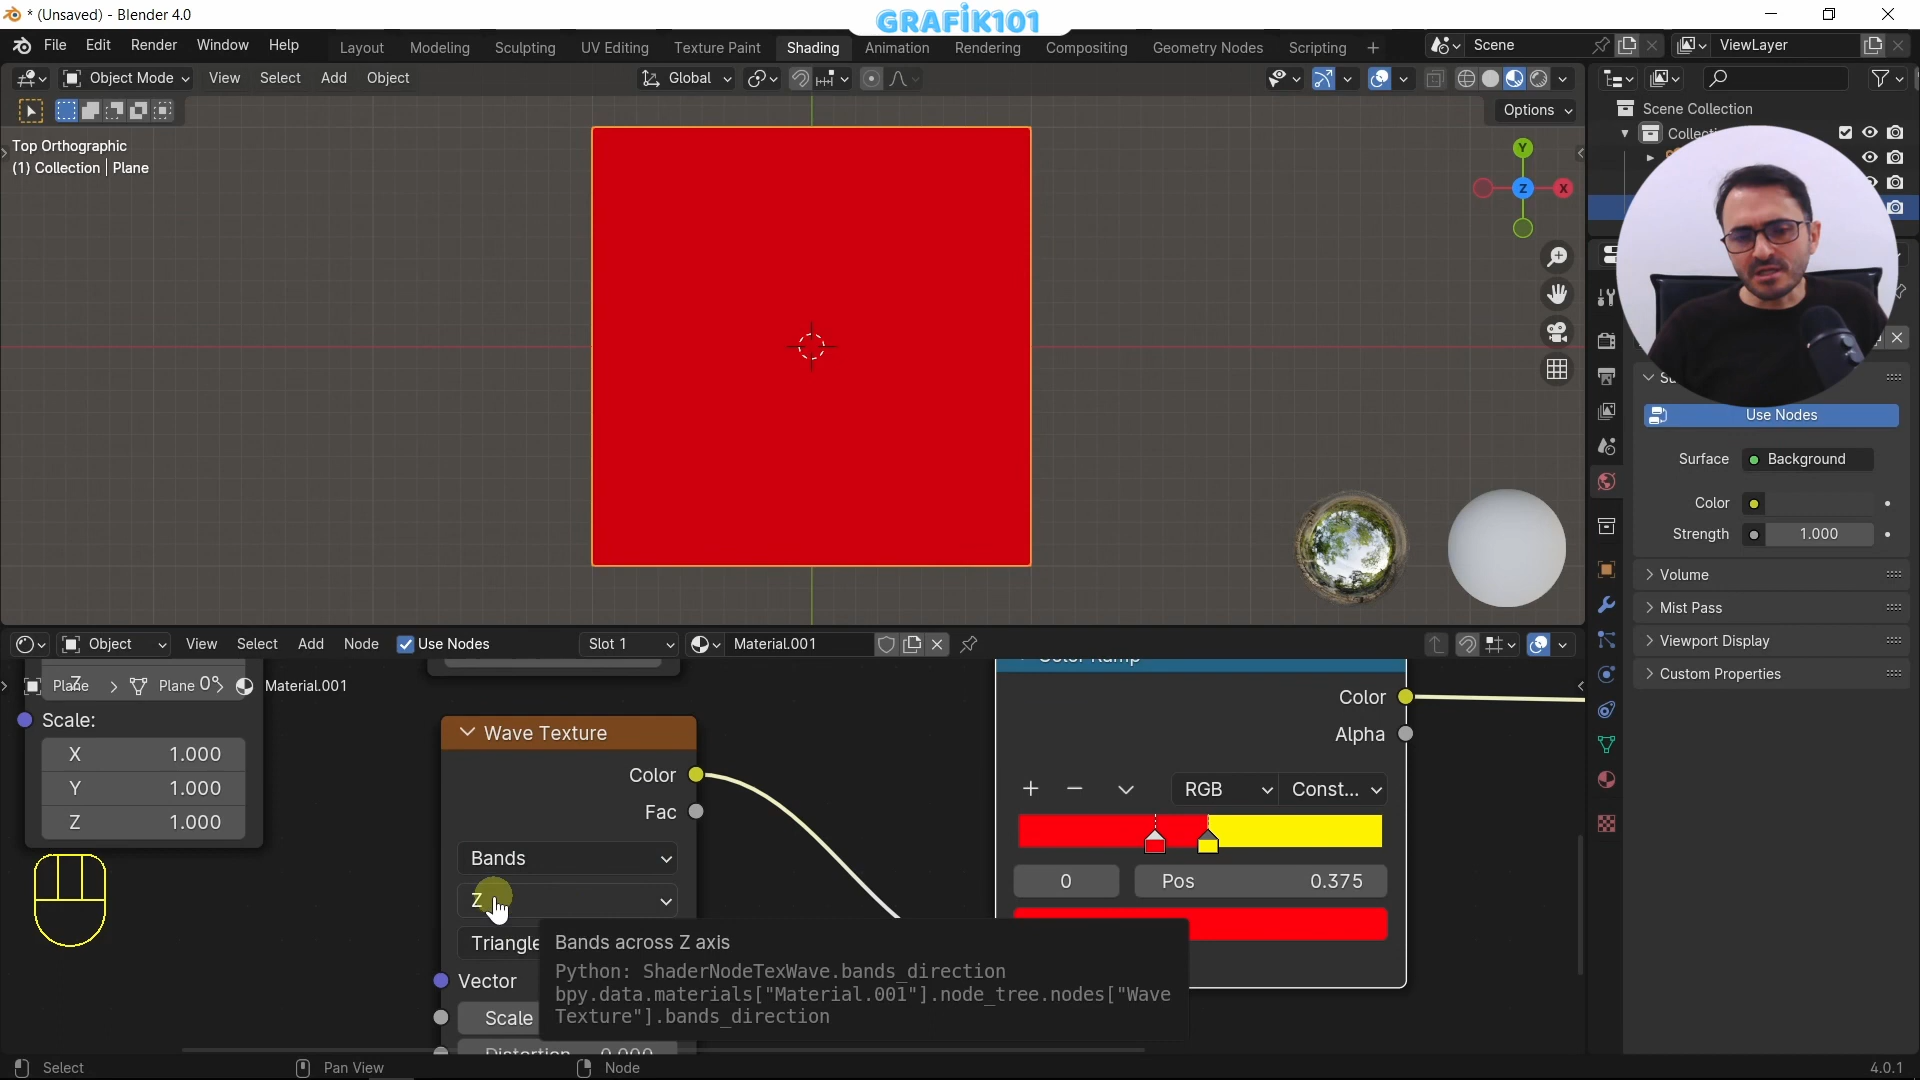 * (Unsaved) - Blender 4.0
GRAFİK101
File Edit Render Window Help
Layout Modeling Sculpting UV Editing Texture Paint Shading Animation Rendering Compositing Geometry Nodes Scripting +
Scene
ViewLayer
Object Mode View Select Add Object
Global
Options
Top Orthographic
(1) Collection | Plane
Y
Z
X
Scene Collection
Use Nodes
Surface Background
Color
Strength 1.000
Volume
Mist Pass
Viewport Display
Custom Properties
Object View Select Add Node Use Nodes Slot 1 Material.001
Plane > Plane > Material.001
Z 0°
Scale:
X 1.000
Y 1.000
Z 1.000
Wave Texture
Color
Fac
Bands
Z
Triangle
Vector
Scale
Distortion 0.000
Color Ramp
Color
Alpha
+ − RGB Const...
0 Pos 0.375
Bands across Z axis
Python: ShaderNodeTexWave.bands_direction
bpy.data.materials["Material.001"].node_tree.nodes["Wave
Texture"].bands_direction
Select Pan View Node 4.0.1